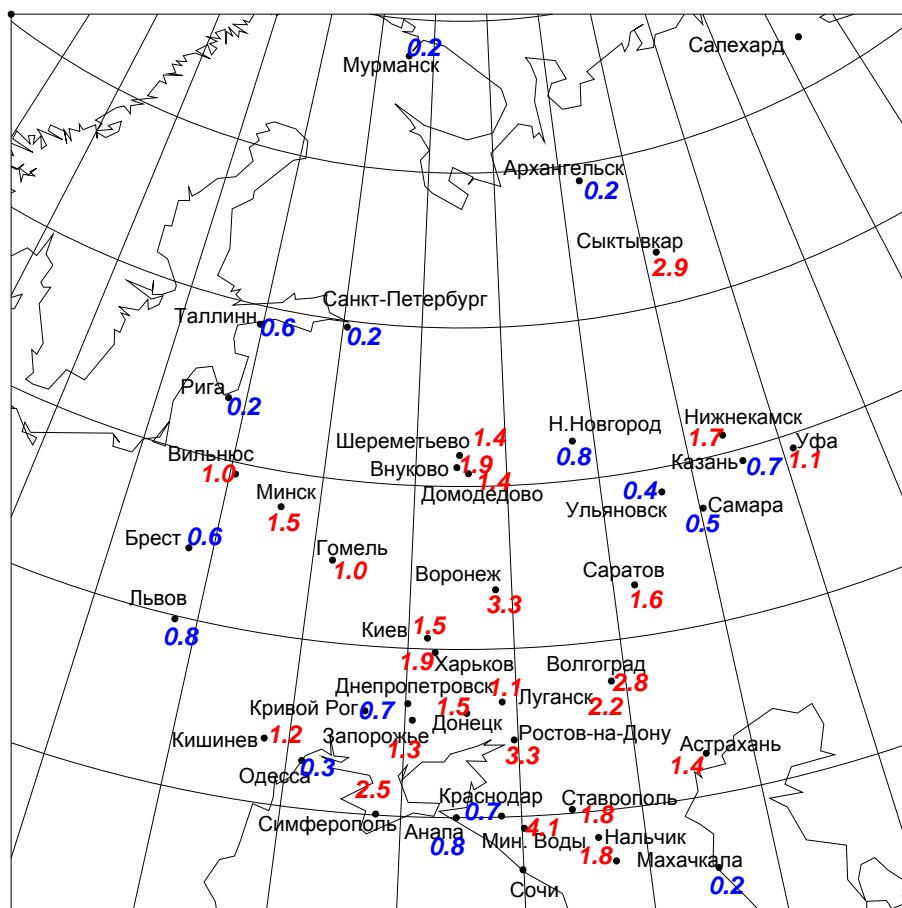 0.2
Мурманск
Салехард
Архангельск
0.2
Сыктывкар
2.9
Санкт-Петербург
0.2
Таллинн
0.6
Рига
0.2
Вильнюс
1.0
Минск
1.5
Шереметьево 1.4
Внуково 1.9
Домодедово
1.4
Н.Новгород
0.8
Нижнекамск
1.7
Казань 0.7
Уфа
1.1
0.4
Ульяновск
Самара
0.5
Брест 0.6
Гомель
1.0
Воронеж
3.3
Саратов
1.6
Львов
0.8
Киев 1.5
1.9
Харьков
Волгоград
2.8
2.2
Днепропетровск
1.1
Луганск
Кривой Рог 0.7
1.5
Донецк
Запорожье
1.3
Ростов-на-Дону
3.3
Кишинев 1.2
Одесса
0.3
Астрахань
1.4
2.5
Симферополь
Краснодар
0.7
Анапа
0.8
Ставрополь
1.8
4.1
Мин. Воды
Нальчик
1.8
Махачкала
0.2
Сочи